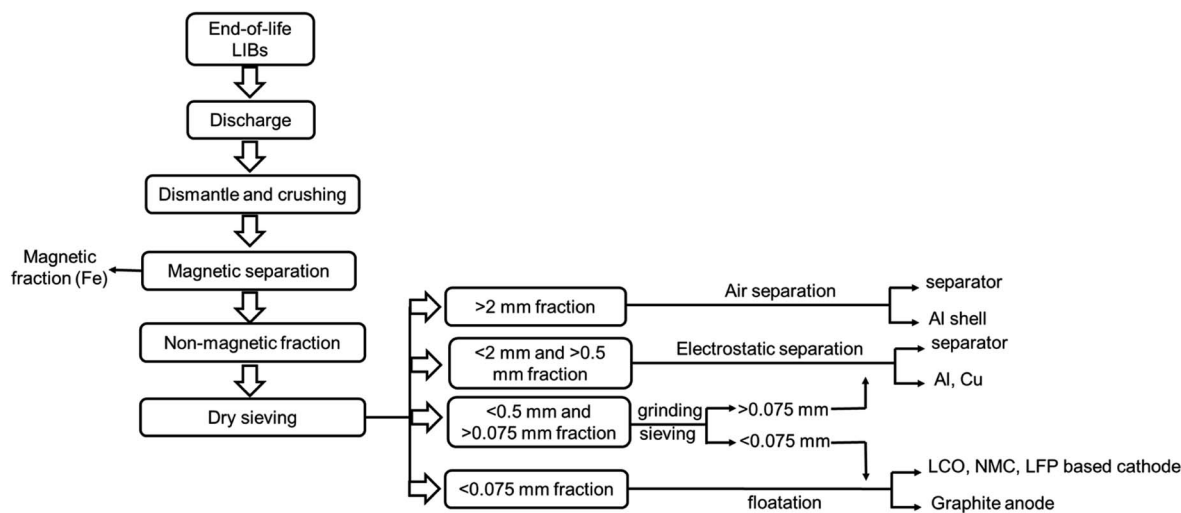 End-of-life
LIBs
Discharge
Dismantle and crushing
Magnetic
fraction (Fe)
Magnetic separation
Non-magnetic fraction
Dry sieving
>2 mm fraction
Air separation
separator
Al shell
<2 mm and >0.5
mm fraction
Electrostatic separation
separator
Al, Cu
<0.5 mm and
>0.075 mm fraction
grinding
sieving
>0.075 mm
<0.075 mm
<0.075 mm fraction
floatation
LCO, NMC, LFP based cathode
Graphite anode